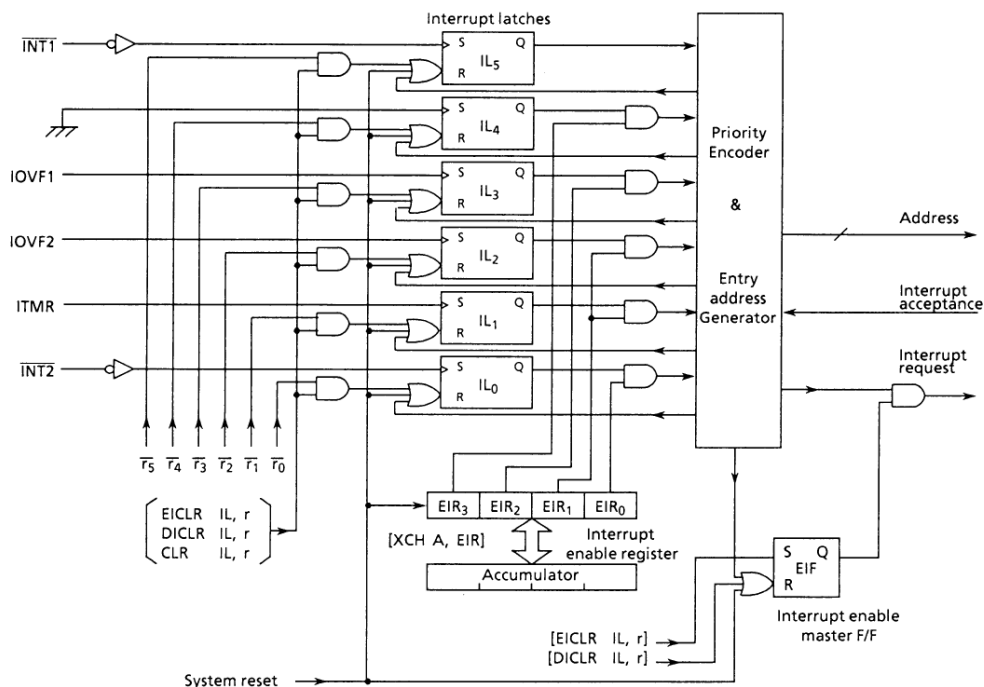 Interrupt latches
INT1
S Q
IL5
R
S Q
IL4
R
Priority
Encoder
&
Entry
address
Generator
IOVF1
S Q
IL3
R
Address
IOVF2
S Q
IL2
R
Interrupt
acceptance
ITMR
S Q
IL1
R
Interrupt
request
INT2
S Q
IL0
R
r5 r4 r3 r2 r1 r0
EICLR IL, r
DICLR IL, r
CLR IL, r
EIR3 EIR2 EIR1 EIR0
[XCH A, EIR]
Interrupt
enable register
Accumulator
S Q
EIF
R
Interrupt enable
master F/F
[EICLR IL, r]
[DICLR IL, r]
System reset